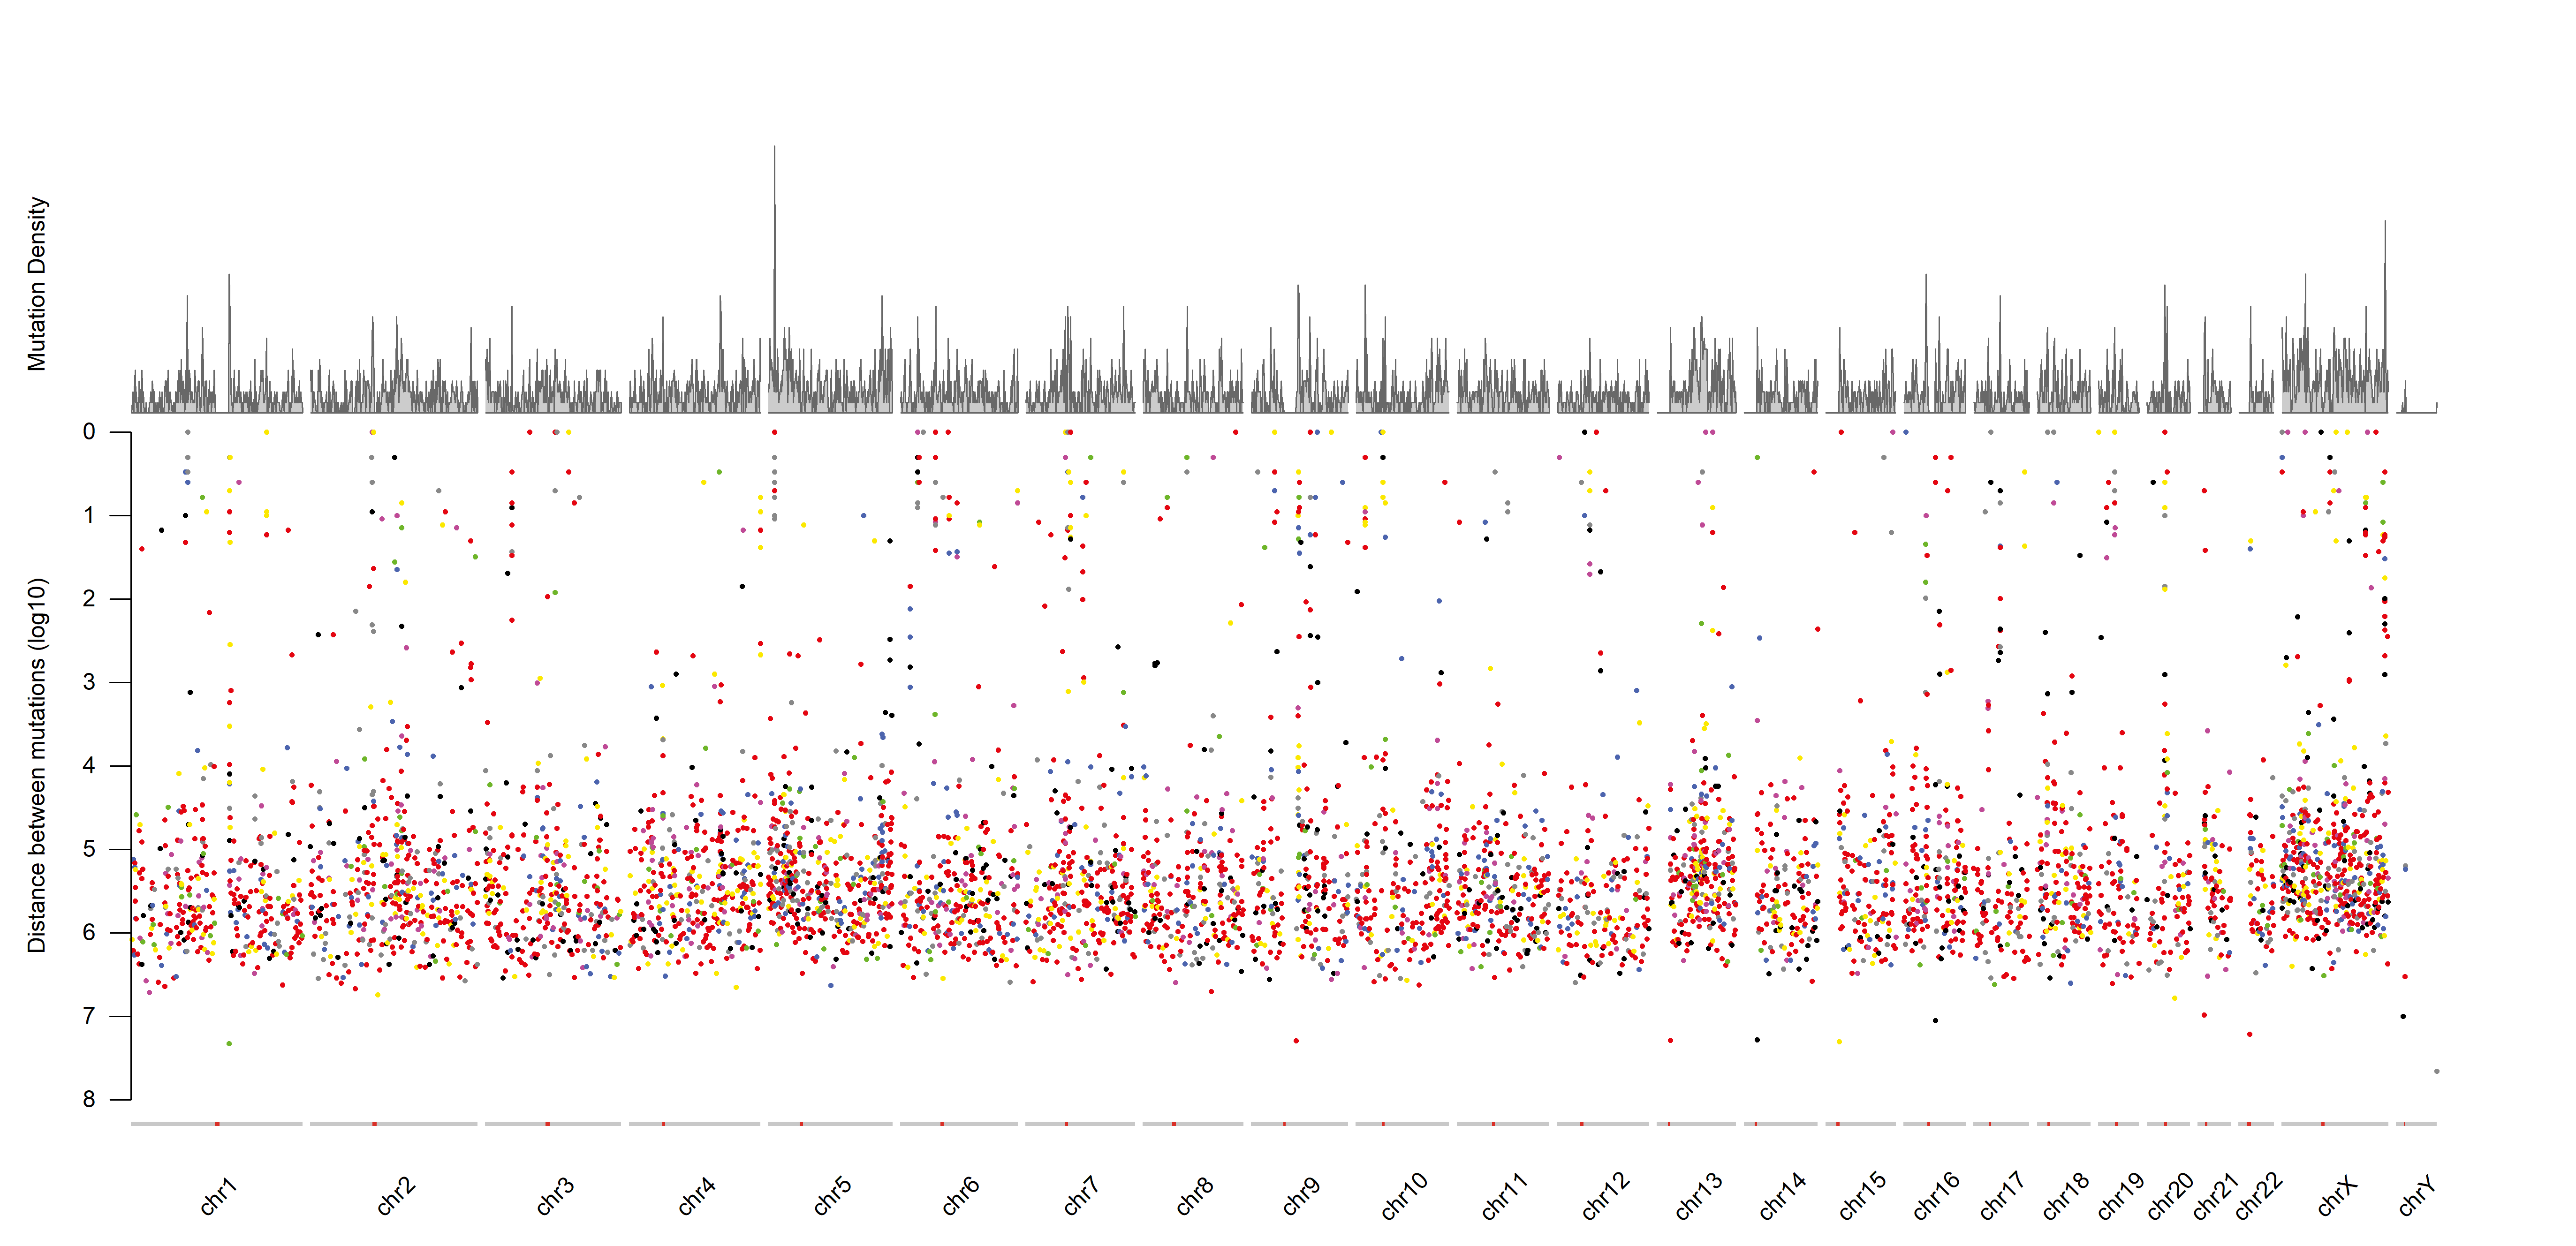 Mutation Density
Distance between mutations (log10)
0
1
2
3
4
5
6
7
8
chr1
chr2
chr3
chr4
chr5
chr6
chr7
chr8
chr9
chr10
chr11
chr12
chr13
chr14
chr15
chr16
chr17
chr18
chr19
chr20
chr21
chr22
chrX
chrY